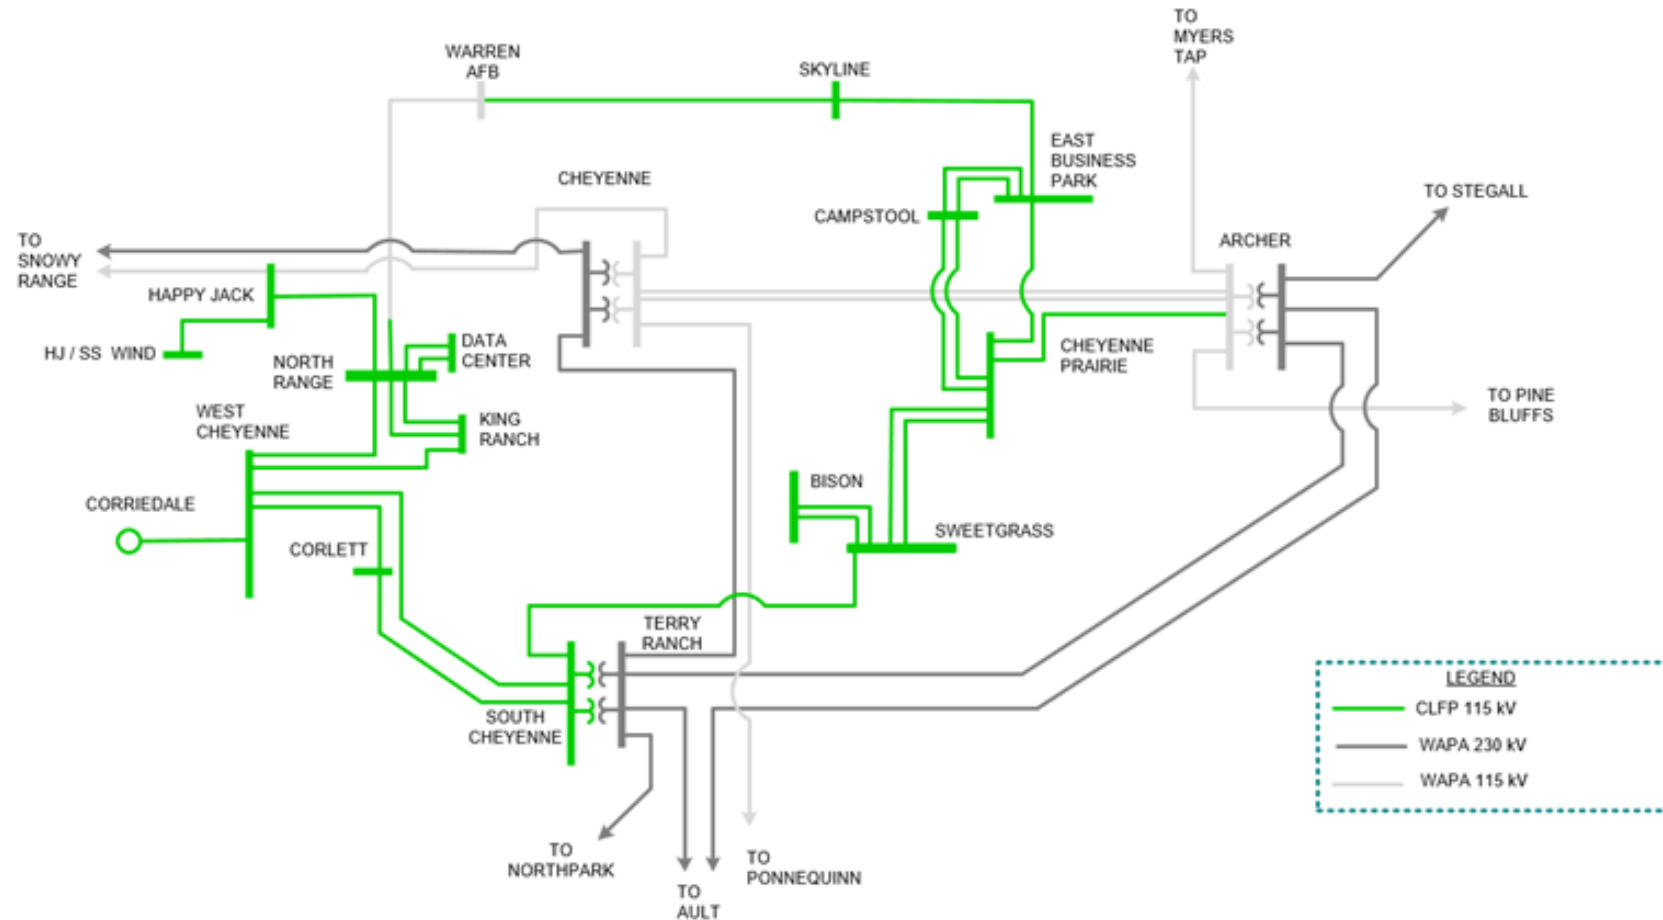 TO
MYERS
TAP
WARREN
AFB
SKYLINE
EAST
BUSINESS
PARK
CHEYENNE
TO STEGALL
CAMPSTOOL
TO
SNOWY
RANGE
ARCHER
HAPPY JACK
HJ / SS WIND
NORTH
RANGE
DATA
CENTER
CHEYENNE
PRAIRIE
TO PINE
BLUFFS
WEST
CHEYENNE
KING
RANCH
BISON
CORRIEDALE
SWEETGRASS
CORLETT
TERRY
RANCH
SOUTH
CHEYENNE
LEGEND
CLFP 115 kV
WAPA 230 kV
WAPA 115 kV
TO
NORTHPARK
TO
PONNEQUINN
TO
AULT